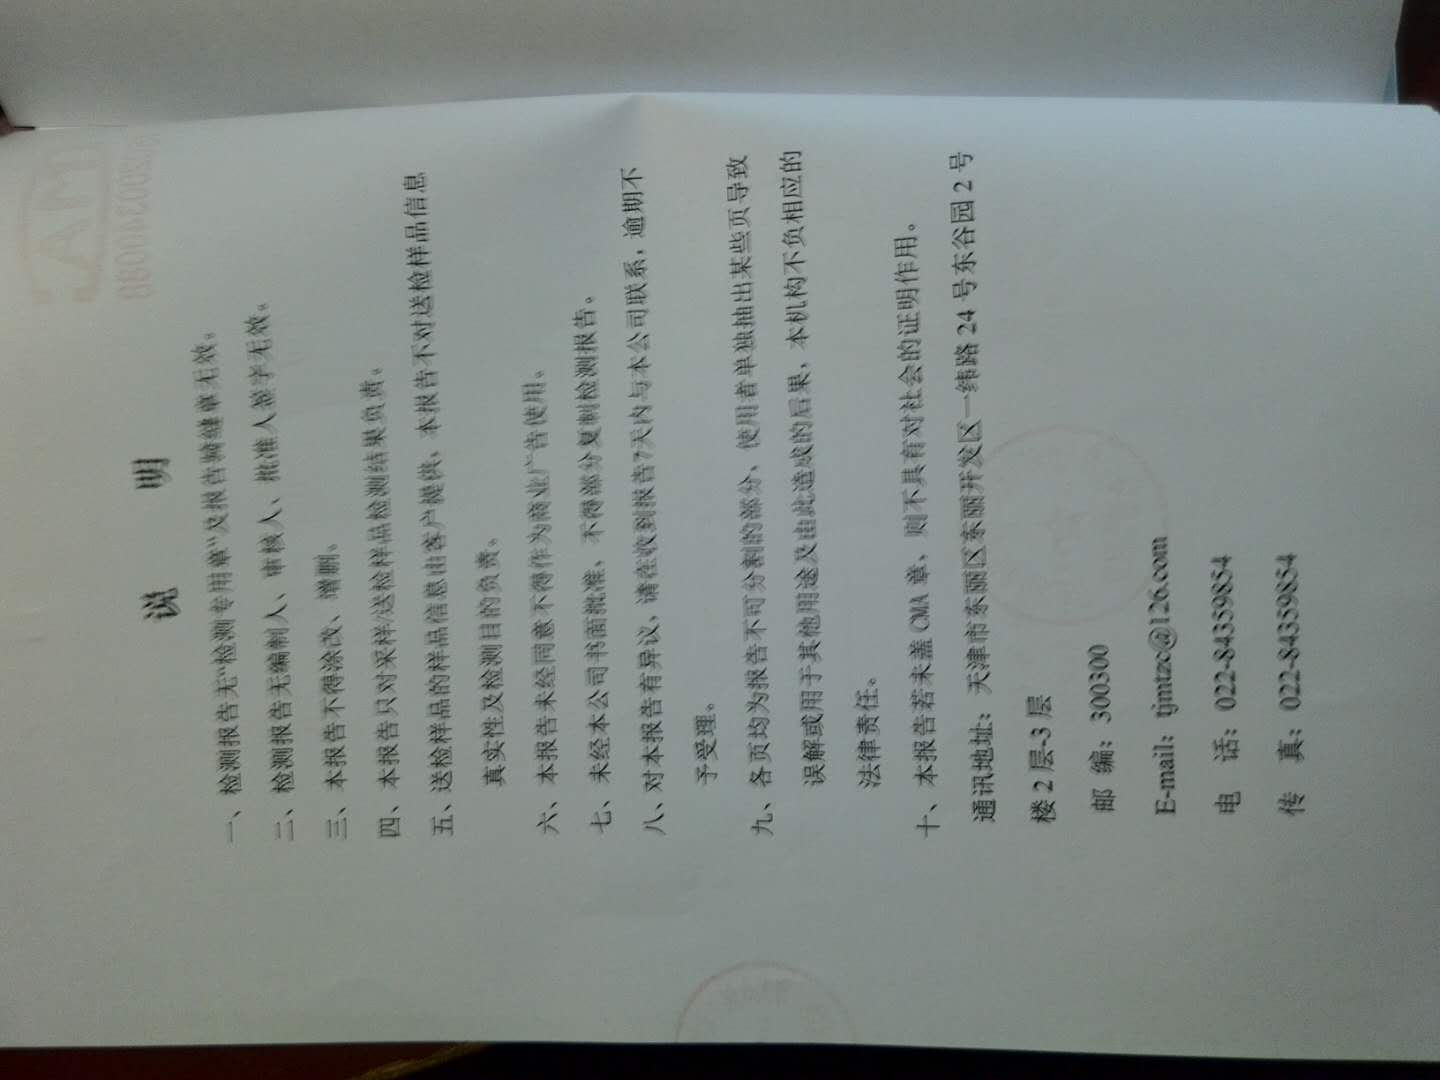 说 明
一、检测报告无“检测专用章”及报告骑缝章无效。
二、检测报告无编制人、审核人、批准人签字无效。
三、本报告不得涂改、增删。
四、本报告只对采样/送检样品检测结果负责。
五、送检样品的样品信息由客户提供，本报告不对送检样品信息
真实性及检测目的负责。
六、本报告未经同意不得作为商业广告使用。
七、未经本公司书面批准，不得部分复制检测报告。
八、对本报告有异议，请在收到报告7天内与本公司联系，逾期不
予受理。
九、各页均为报告不可分割的部分，使用者单独抽出某些页导致
误解或用于其他用途及由此造成的后果，本机构不负相应的
法律责任。
十、本报告若未盖CMA章，则不具有对社会的证明作用。
通讯地址：天津市东丽区东丽开发区一纬路24号东谷园2号
楼2层-3层
邮 编：300300
E-mail：tjmtzc@126.com
电 话：022-84359854
传 真：022-84359854